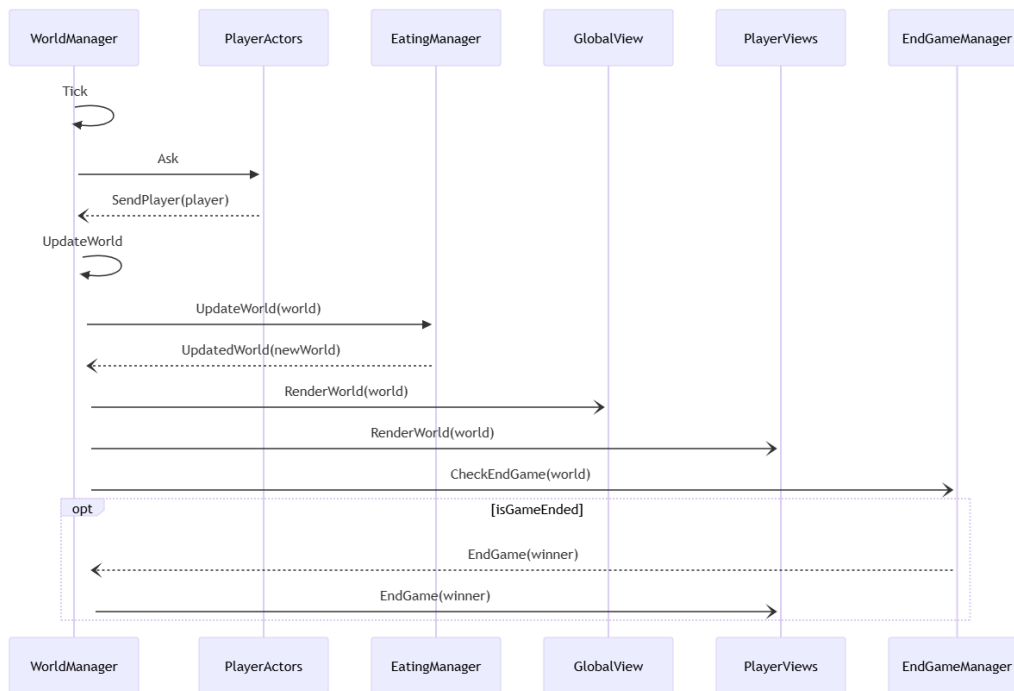 WorldManager
PlayerActors
EatingManager
GlobalView
PlayerViews
EndGameManager
Tick
Ask
SendPlayer(player)
UpdateWorld
UpdateWorld(world)
UpdatedWorld(newWorld)
RenderWorld(world)
RenderWorld(world)
CheckEndGame(world)
opt
[isGameEnded]
EndGame(winner)
EndGame(winner)
WorldManager
PlayerActors
EatingManager
GlobalView
PlayerViews
EndGameManager